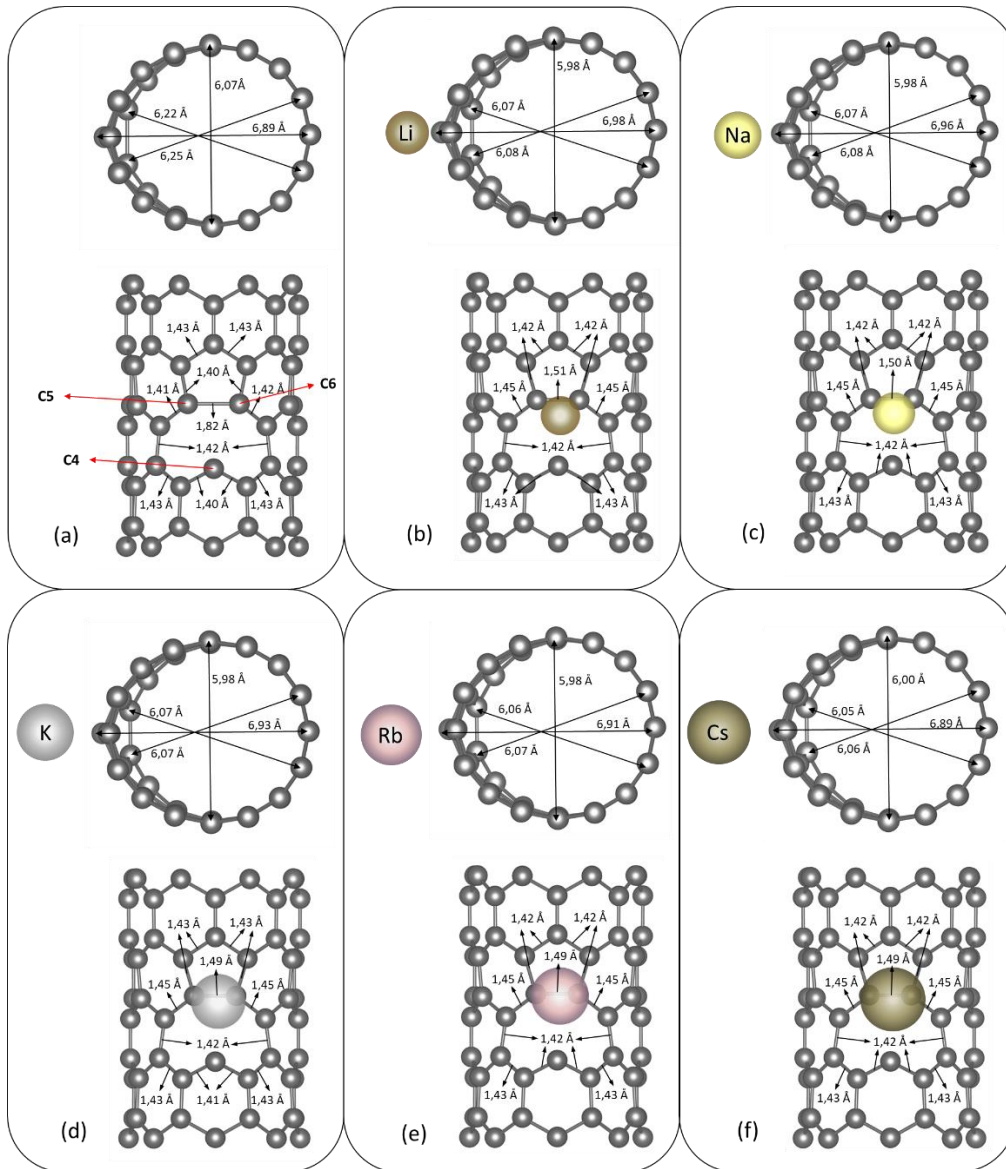 6,07Å
6,22 Å
6,89 Å
6,25 Å
1,43 Å 1,43 Å
1,40 Å
1,41 Å 1,42 Å
C5 C6
1,82 Å
1,42 Å
C4
1,43 Å 1,40 Å 1,43 Å
(a)
5,98 Å
6,07 Å
Li 6,98 Å
6,08 Å
1,42 Å 1,42 Å
1,51 Å
1,45 Å 1,45 Å
1,42 Å
1,43 Å 1,43 Å
(b)
5,98 Å
6,07 Å
Na 6,96 Å
6,08 Å
1,42 Å 1,42 Å
1,50 Å
1,45 Å 1,45 Å
1,42 Å
1,43 Å 1,43 Å
(c)
5,98 Å
6,07 Å
K 6,93 Å
6,07 Å
1,43 Å 1,43 Å
1,49 Å
1,45 Å 1,45 Å
1,42 Å
1,43 Å 1,41 Å 1,43 Å
(d)
5,98 Å
6,06 Å
Rb 6,91 Å
6,07 Å
1,42 Å 1,42 Å
1,49 Å
1,45 Å 1,45 Å
1,42 Å
1,43 Å 1,43 Å
(e)
6,00 Å
6,05 Å
Cs 6,89 Å
6,06 Å
1,42 Å 1,42 Å
1,49 Å
1,45 Å 1,45 Å
1,42 Å
1,43 Å 1,43 Å
(f)